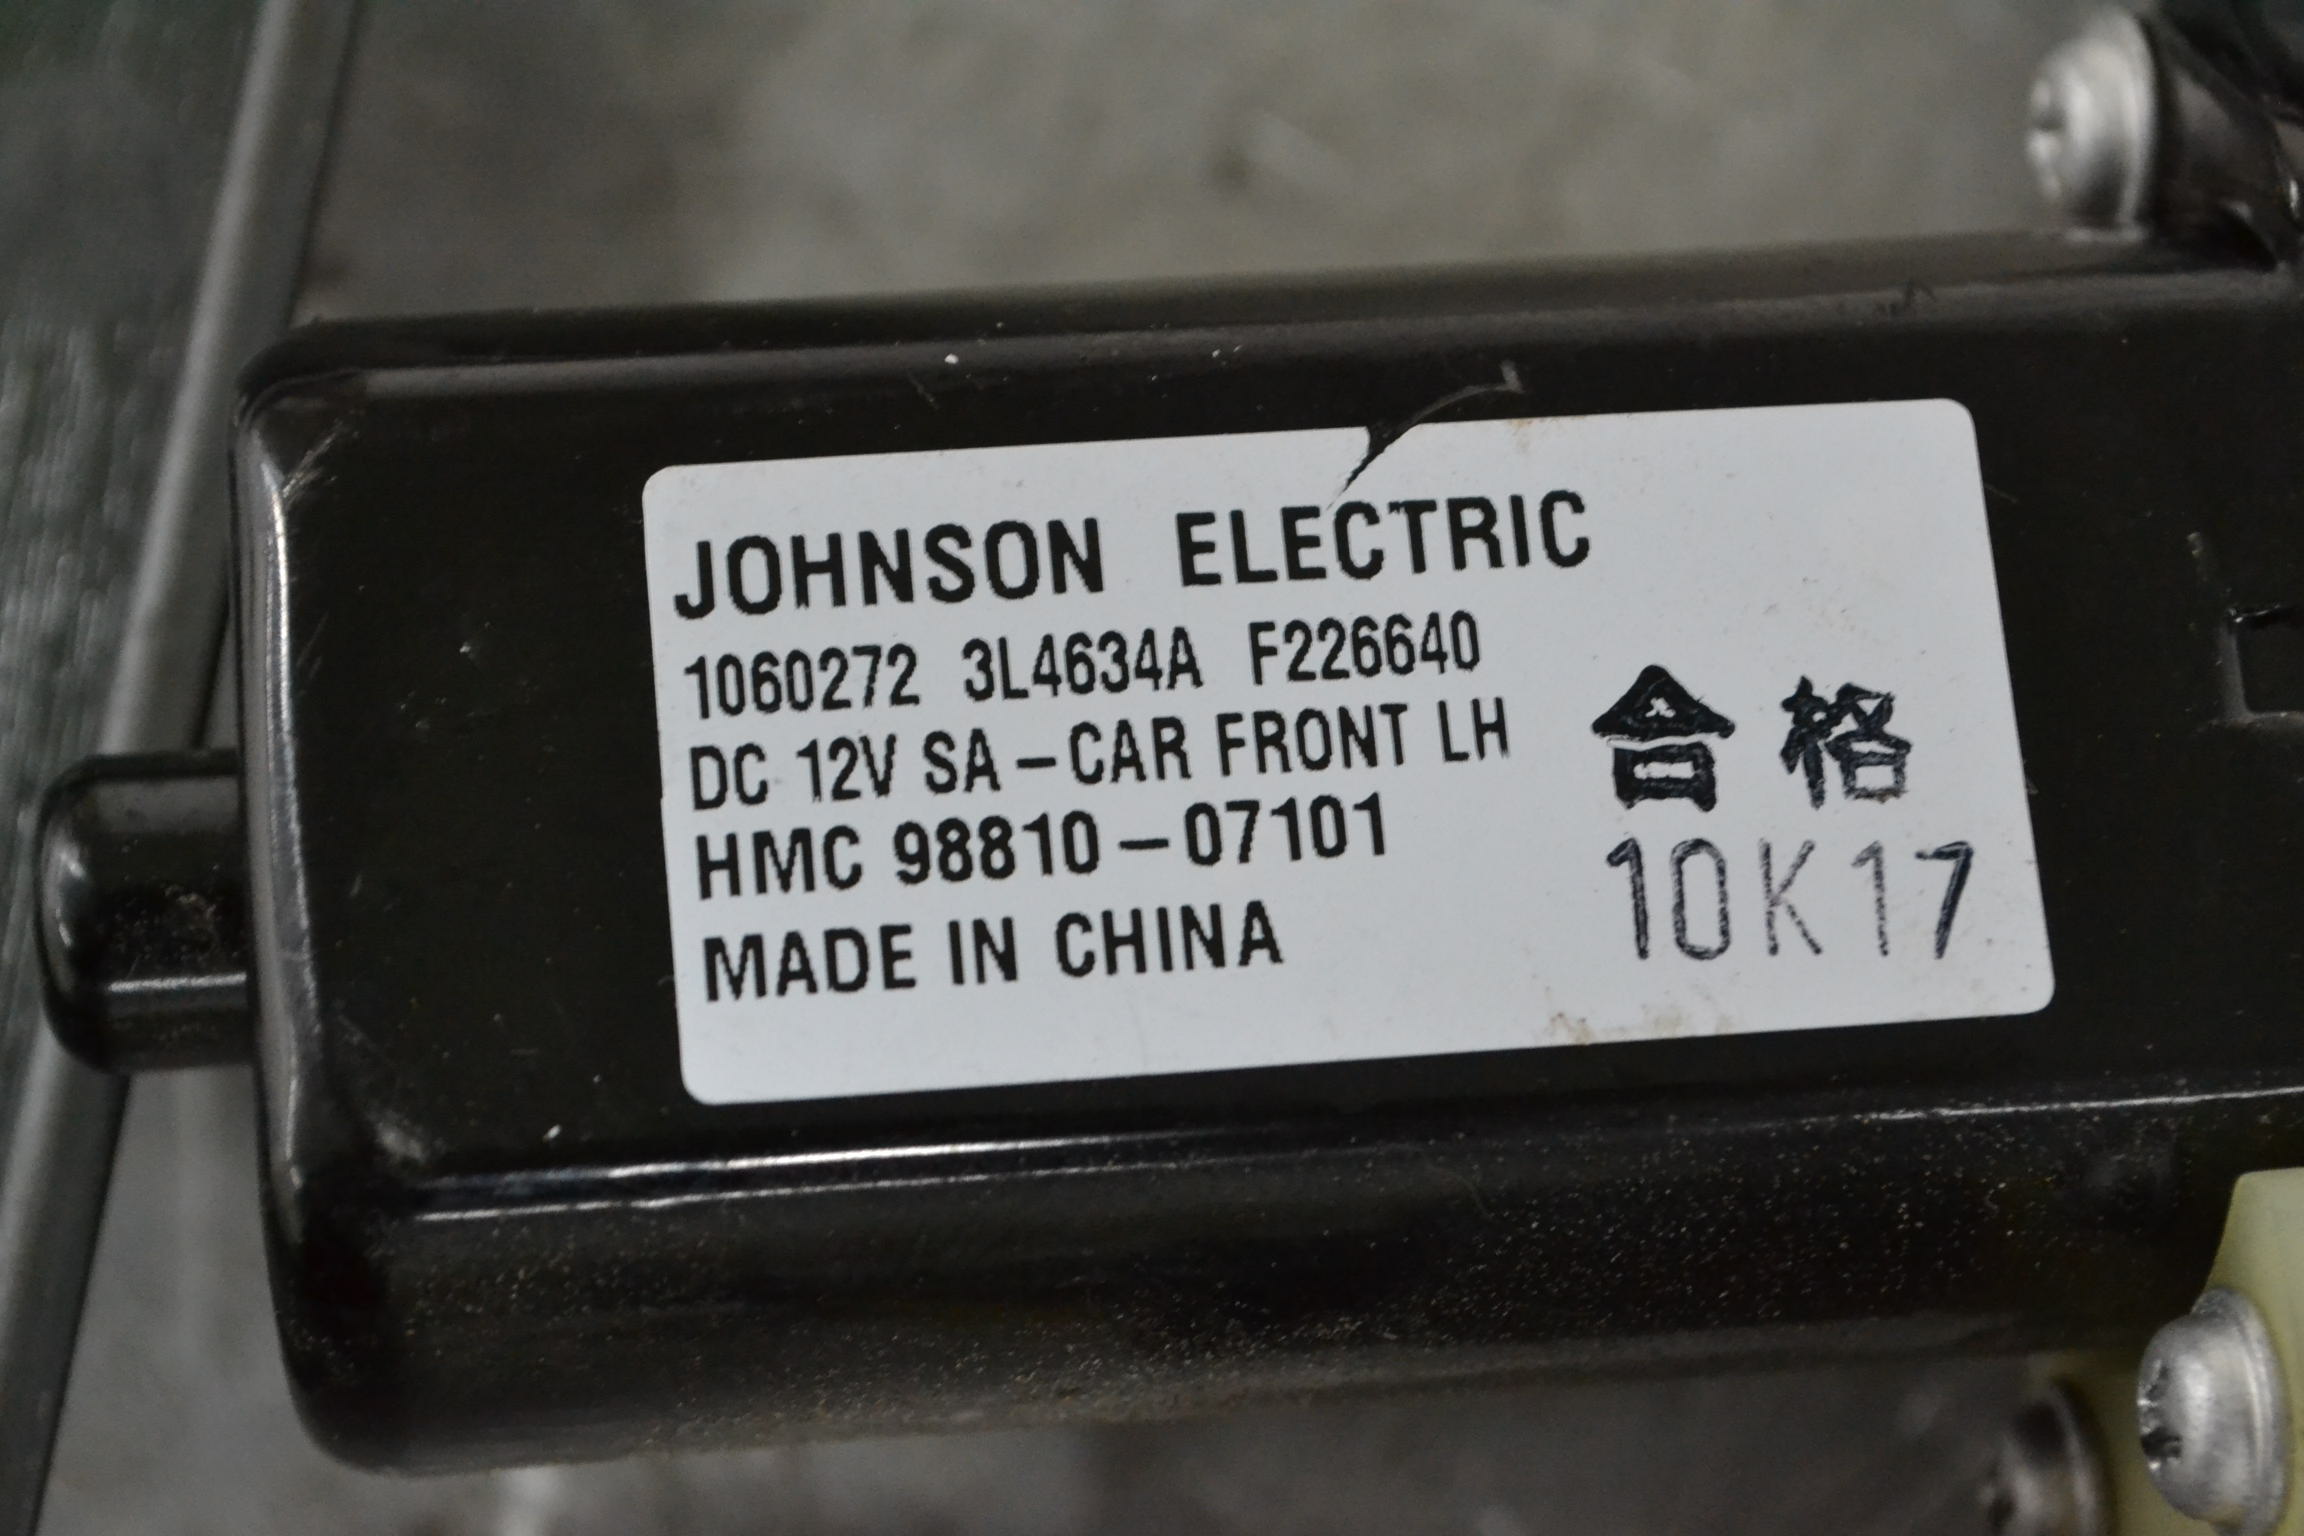 JOHNSON ELECTRIC
1060272 3L4634A F226640
DC 12V SA-CAR FRONT LH
HMC 98810-07101
MADE IN CHINA
合格
10K17